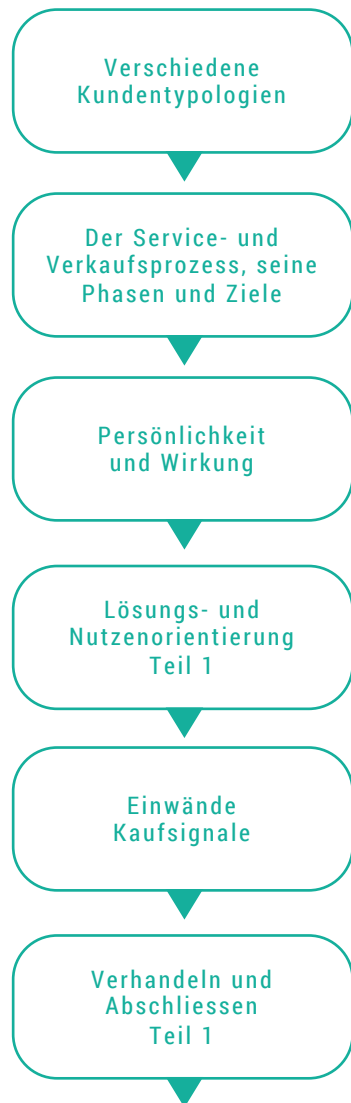 Verschiedene
Kundentypologien
Der Service- und
Verkaufsprozess, seine
Phasen und Ziele
Persönlichkeit
und Wirkung
Lösungs- und
Nutzenorientierung
Teil 1
Einwände
Kaufsignale
Verhandeln und
Abschliessen
Teil 1